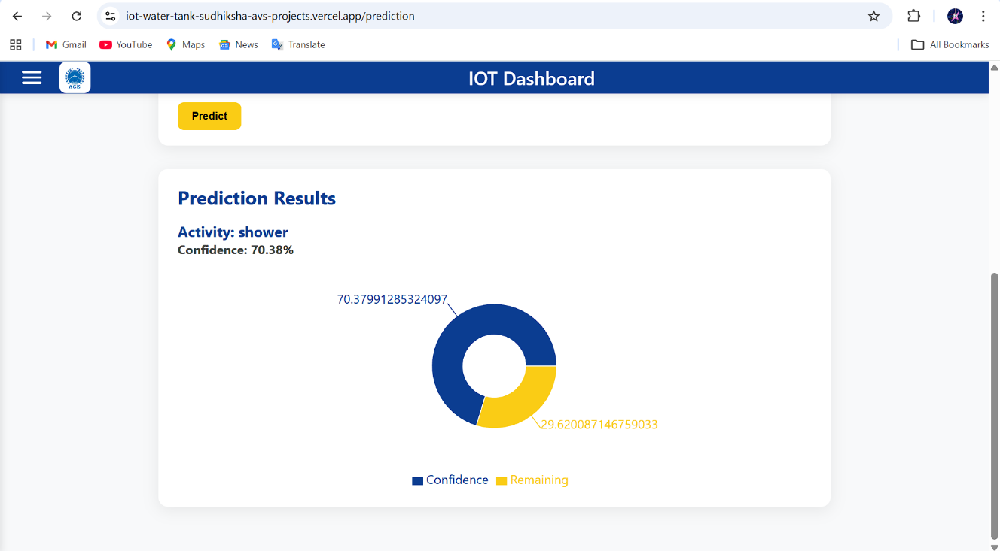 iot-water-tank-sudhiksha-avs-projects.vercel.app/prediction
Gmail YouTube Maps News Translate All Bookmarks
ACE IOT Dashboard
Predict
Prediction Results
Activity: shower
Confidence: 70.38%
70.37991285324097
29.620087146759033
Confidence Remaining